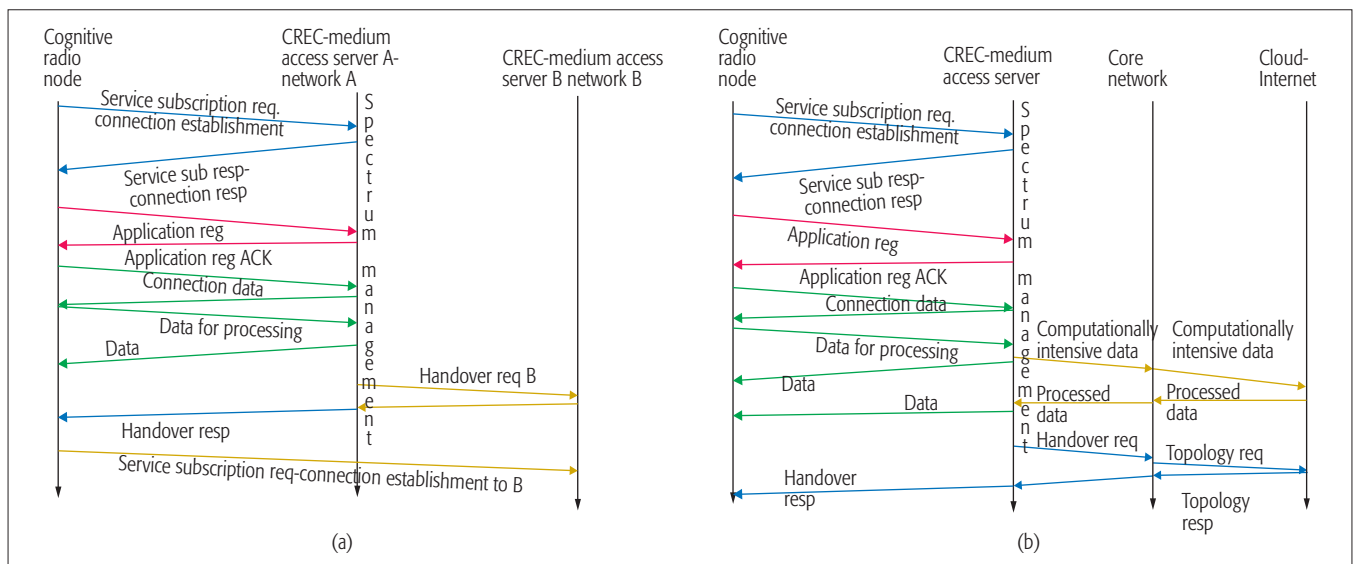 Cognitive
radio
node
CREC-medium
access server A-
network A
CREC-medium access
server B network B
Service subscription req.
connection establishment
Service sub resp-
connection resp
Application reg
Application reg ACK
Connection data
Data for processing
Data
Handover req B
Handover resp
Service subscription req-connection establishment to B
Spectrum management
(a)
Cognitive
radio
node
CREC-medium
access server
Core
network
Cloud-
Internet
Service subscription req.
connection establishment
Service sub resp-
connection resp
Application reg
Application reg ACK
Connection data
Data for processing
Data
Data
Spectrum management
Computationally
intensive data
Computationally
intensive data
Processed
data
Processed
data
Handover req
Topology req
Handover
resp
Topology
resp
(b)